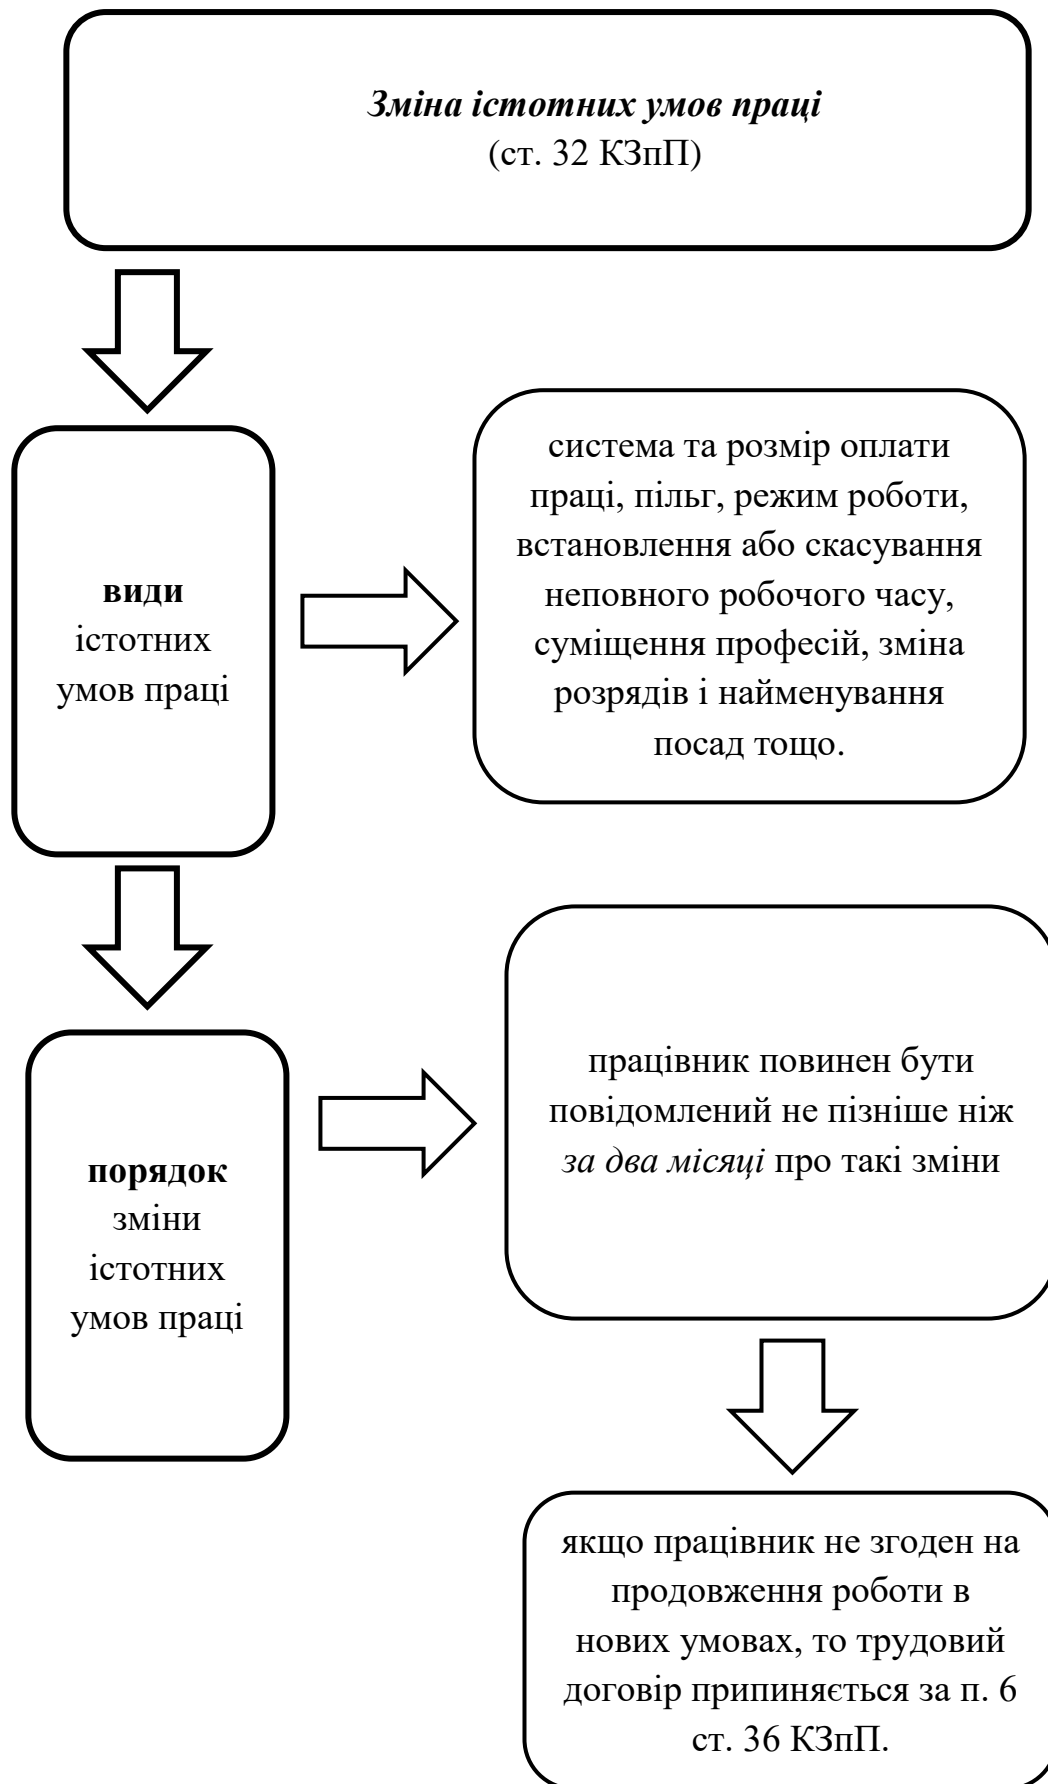 Зміна істотних умов праці
(ст. 32 КЗпП)
види
істотних
умов праці
система та розмір оплати
праці, пільг, режим роботи,
встановлення або скасування
неповного робочого часу,
суміщення професій, зміна
розрядів і найменування
посад тощо.
порядок
зміни
істотних
умов праці
працівник повинен бути
повідомлений не пізніше ніж
за два місяці про такі зміни
якщо працівник не згоден на
продовження роботи в
нових умовах, то трудовий
договір припиняється за п. 6
ст. 36 КЗпП.